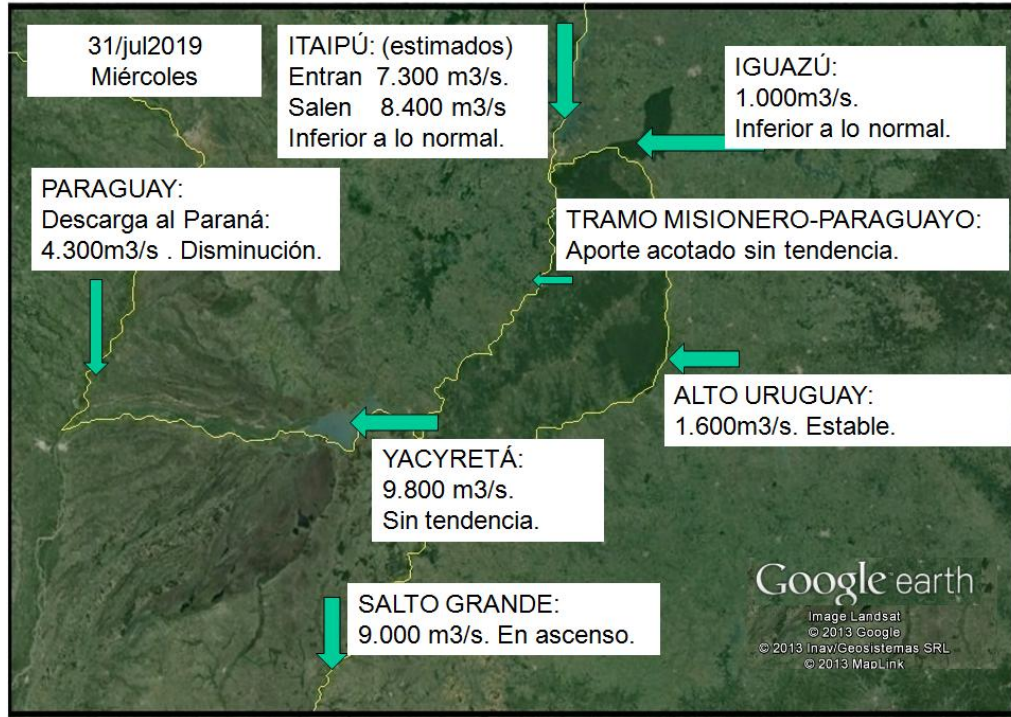 31/jul2019
Miércoles
ITAIPÚ: (estimados)
Entran 7.300 m3/s.
Salen 8.400 m3/s
Inferior a lo normal.
IGUAZÚ:
1.000m3/s.
Inferior a lo normal.
PARAGUAY:
Descarga al Paraná:
4.300m3/s . Disminución.
TRAMO MISIONERO-PARAGUAYO:
Aporte acotado sin tendencia.
ALTO URUGUAY:
1.600m3/s. Estable.
YACYRETÁ:
9.800 m3/s.
Sin tendencia.
SALTO GRANDE:
9.000 m3/s. En ascenso.
Google earth
Image Landsat
© 2013 Google
© 2013 Inav/Geosistemas SRL
© 2013 MapLink